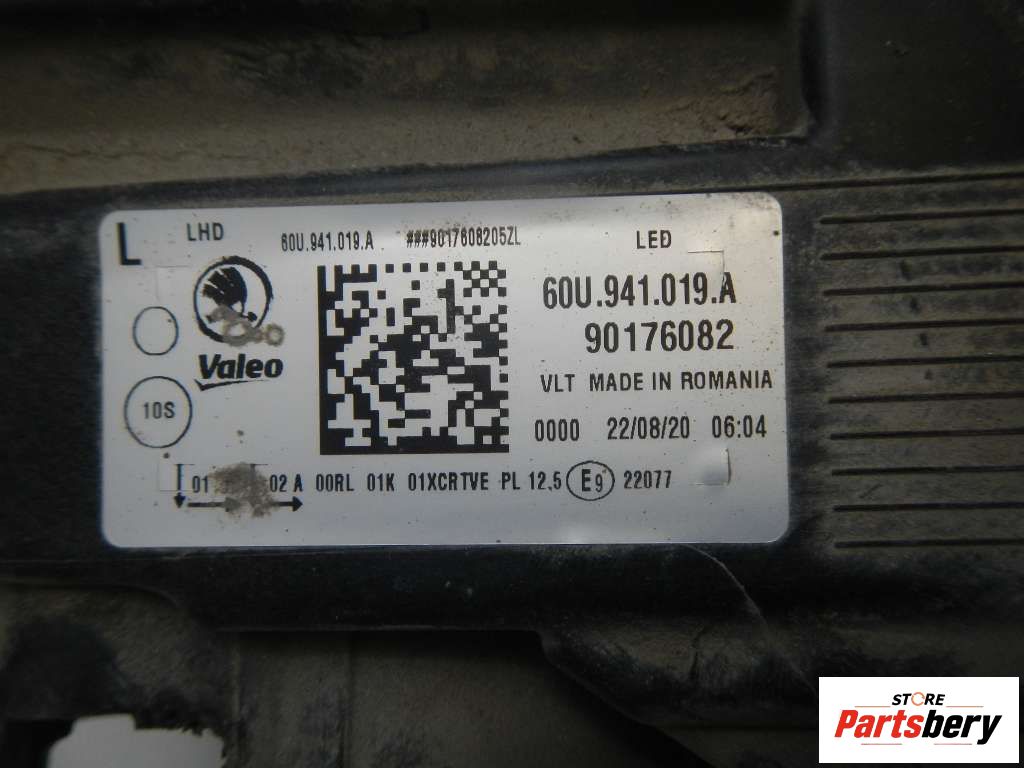 L LHD 60U.941.019.A ###9017608205ZL LED
60U.941.019.A
90176082
Valeo
VLT MADE IN ROMANIA
10S
0000 22/08/20 06:04
01 02 A 00RL 01K 01XCRTVE PL 12,5 E9 22077
STORE
Partsbery